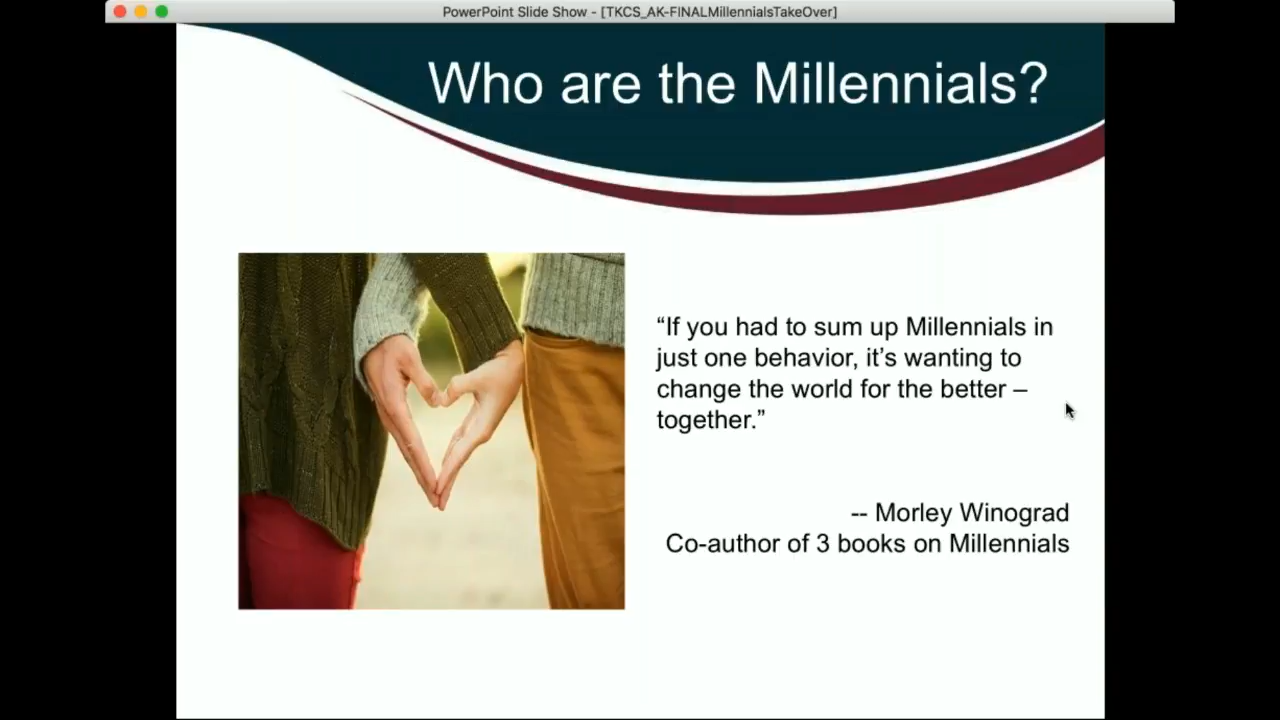 PowerPoint Slide Show - [TKCS_AK-FINALMillennialsTakeOver]
Who are the Millennials?
“If you had to sum up Millennials in
just one behavior, it’s wanting to
change the world for the better –
together.”
-- Morley Winograd
Co-author of 3 books on Millennials